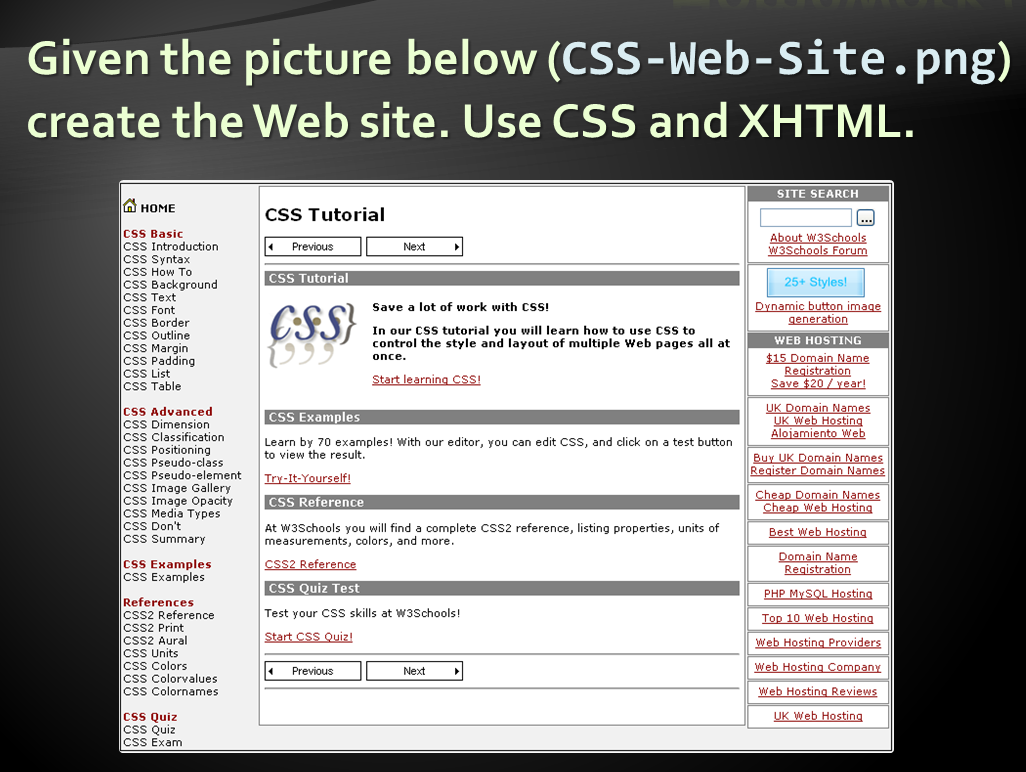 Given the picture below (CSS-Web-Site.png)
create the Web site. Use CSS and XHTML.
HOME
CSS Basic
CSS Introduction
CSS Syntax
CSS How To
CSS Background
CSS Text
CSS Font
CSS Border
CSS Outline
CSS Margin
CSS Padding
CSS List
CSS Table
CSS Advanced
CSS Dimension
CSS Classification
CSS Positioning
CSS Pseudo-class
CSS Pseudo-element
CSS Image Gallery
CSS Image Opacity
CSS Media Types
CSS Don't
CSS Summary
CSS Examples
CSS Examples
References
CSS2 Reference
CSS2 Print
CSS2 Aural
CSS Units
CSS Colors
CSS Colorvalues
CSS Colornames
CSS Quiz
CSS Quiz
CSS Exam
CSS Tutorial
Previous
Next
CSS Tutorial
CSS
Save a lot of work with CSS!
In our CSS tutorial you will learn how to use CSS to
control the style and layout of multiple Web pages all at
once.
Start learning CSS!
CSS Examples
Learn by 70 examples! With our editor, you can edit CSS, and click on a test button
to view the result.
Try-It-Yourself!
CSS Reference
At W3Schools you will find a complete CSS2 reference, listing properties, units of
measurements, colors, and more.
CSS2 Reference
CSS Quiz Test
Test your CSS skills at W3Schools!
Start CSS Quiz!
Previous
Next
SITE SEARCH
...
About W3Schools
W3Schools Forum
25+ Styles!
Dynamic button image
generation
WEB HOSTING
$15 Domain Name
Registration
Save $20 / year!
UK Domain Names
UK Web Hosting
Alojamiento Web
Buy UK Domain Names
Register Domain Names
Cheap Domain Names
Cheap Web Hosting
Best Web Hosting
Domain Name
Registration
PHP MySQL Hosting
Top 10 Web Hosting
Web Hosting Providers
Web Hosting Company
Web Hosting Reviews
UK Web Hosting